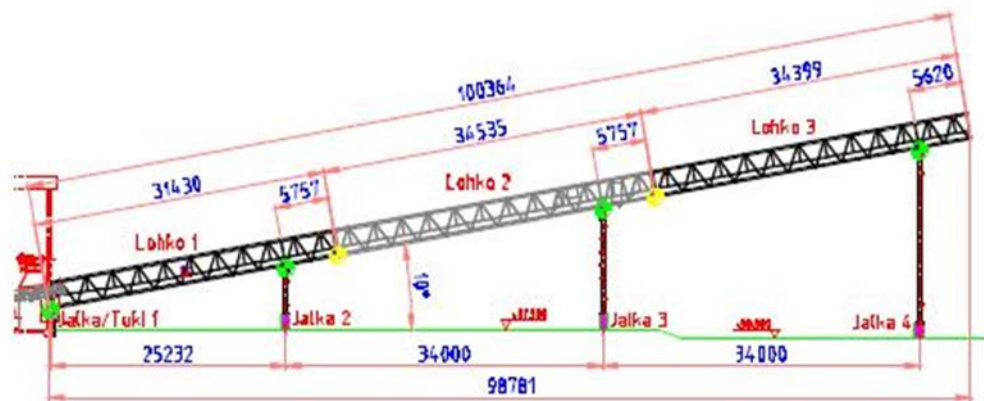 100364
34399
5620
34535
5757
Lohko 3
31430
5757
Lohko 2
Lohko 1
10°
Jalka/Tuki 1
Jalka 2
Jalka 3
Jalka 4
25232
34000
34000
98781